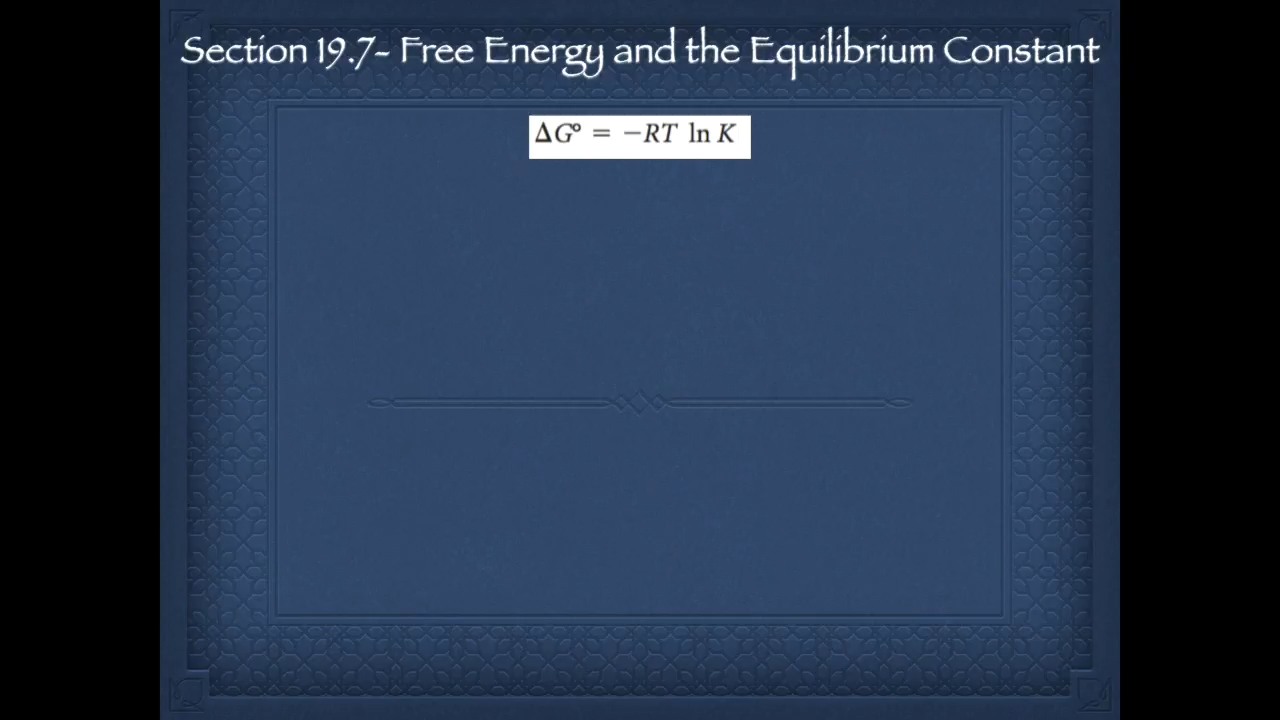 Section 19.7- Free Energy and the Equilibrium Constant
ΔG° = −RT ln K